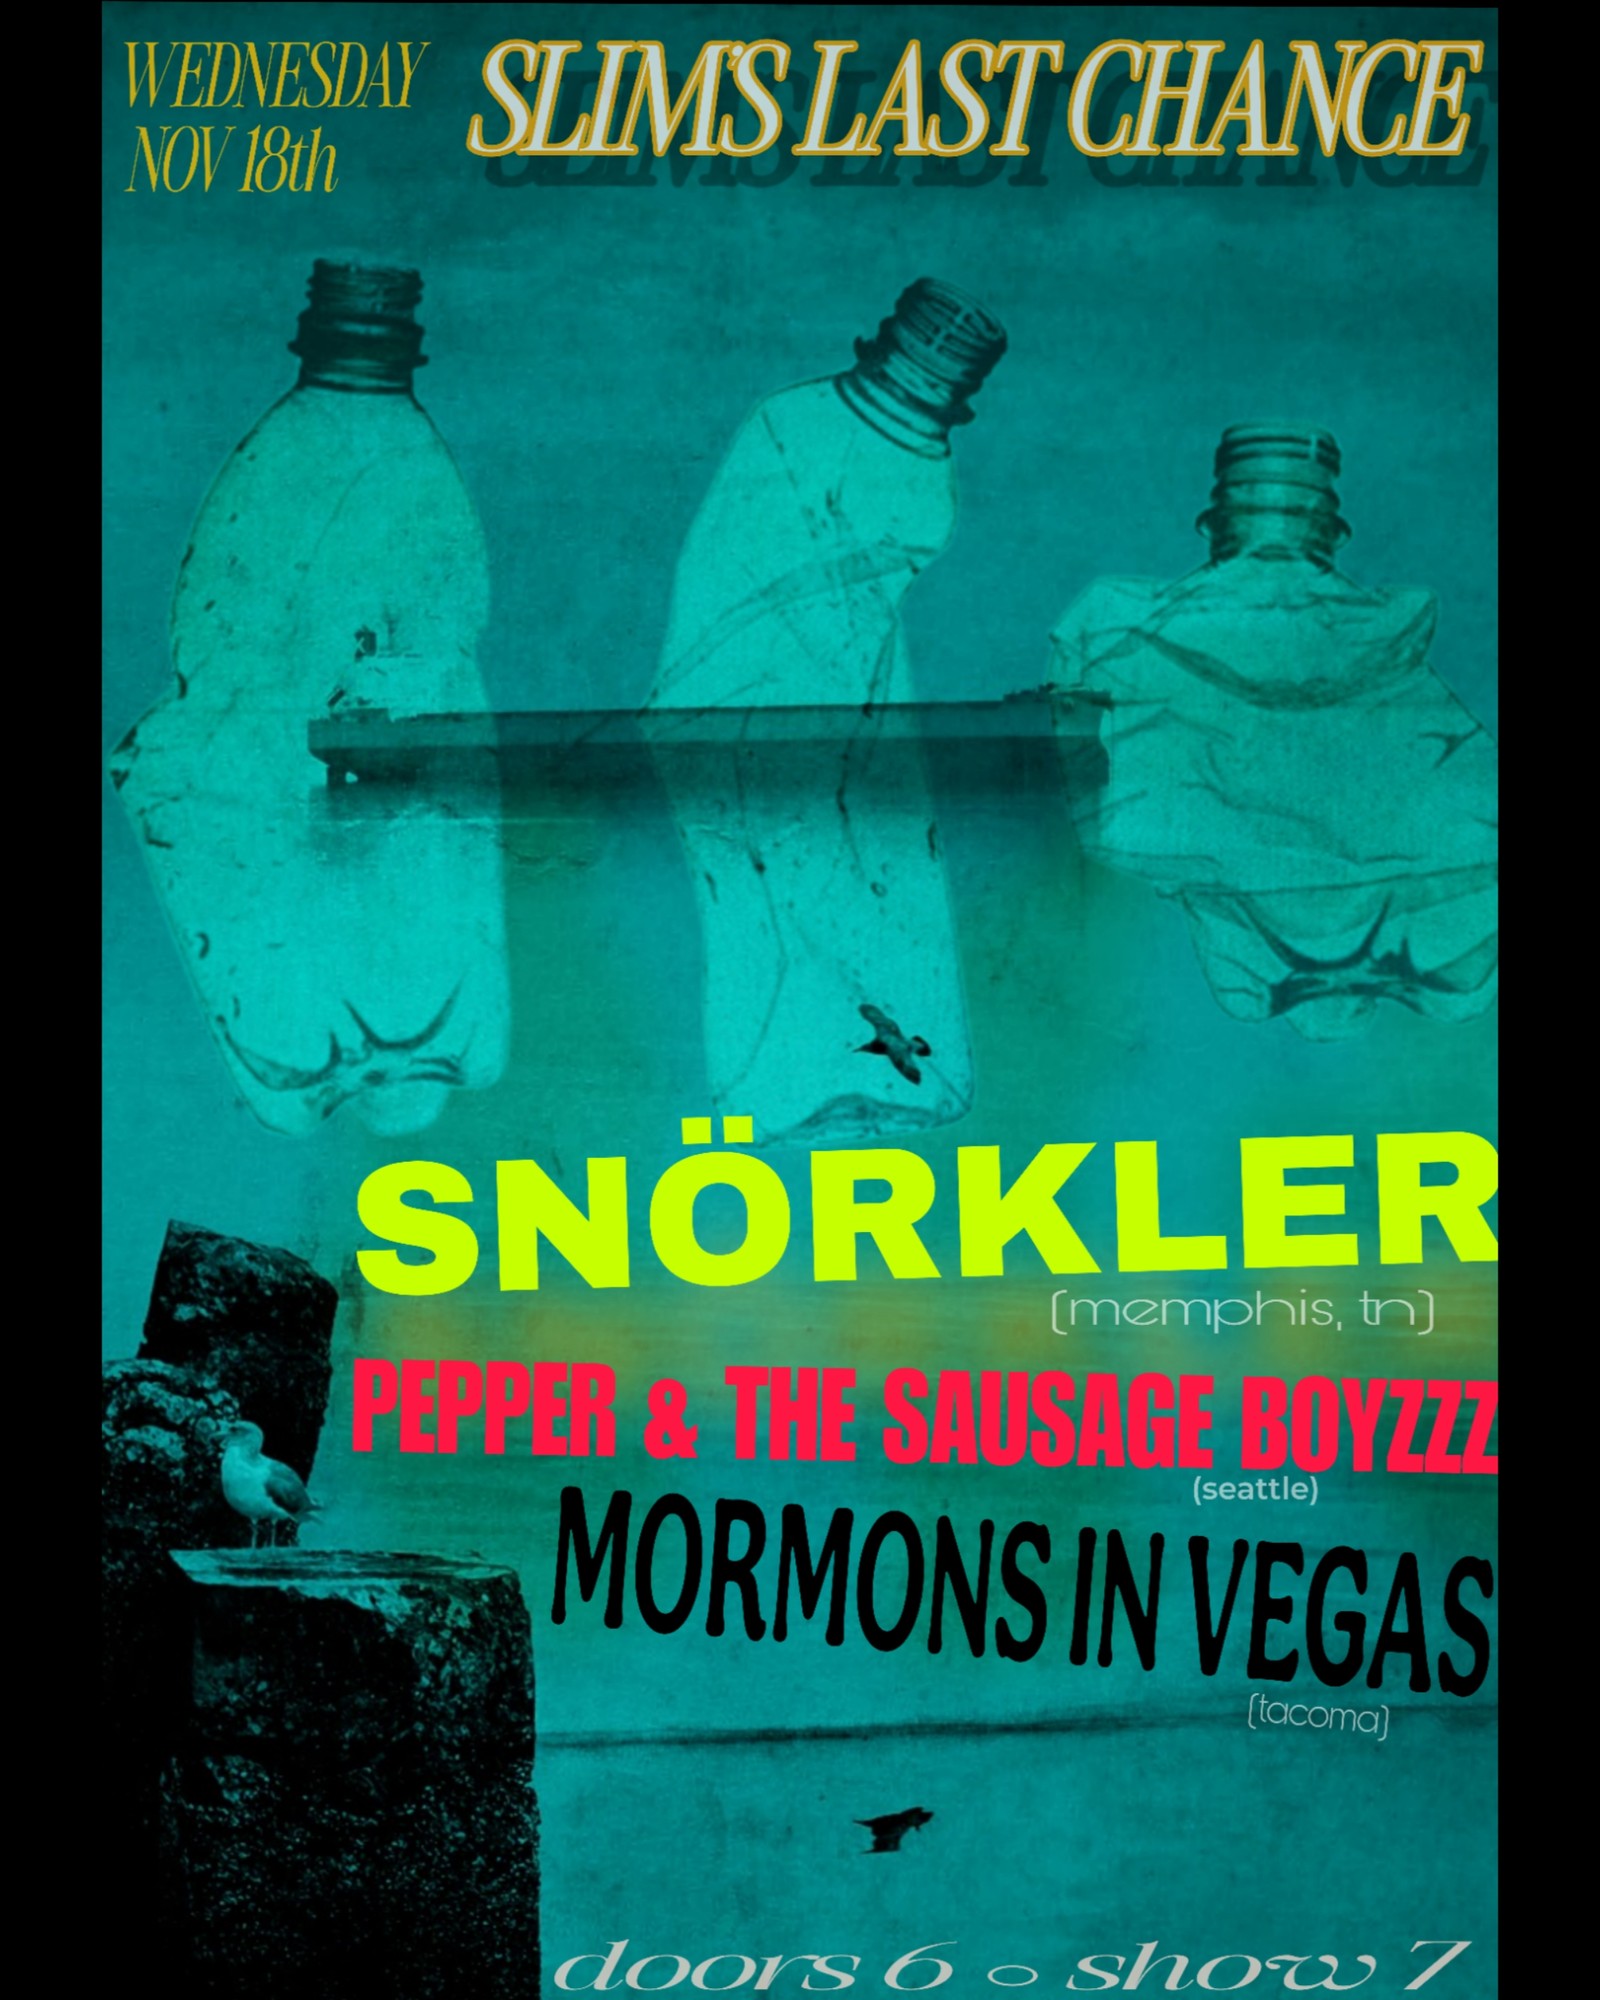 WEDNESDAY
NOV 18th
SLIM'S LAST CHANCE
SNÖRKLER
(memphis, tn)
PEPPER & THE SAUSAGE BOYZZZ
(seattle)
MORMONS IN VEGAS
(tacoma)
doors 6 o show 7